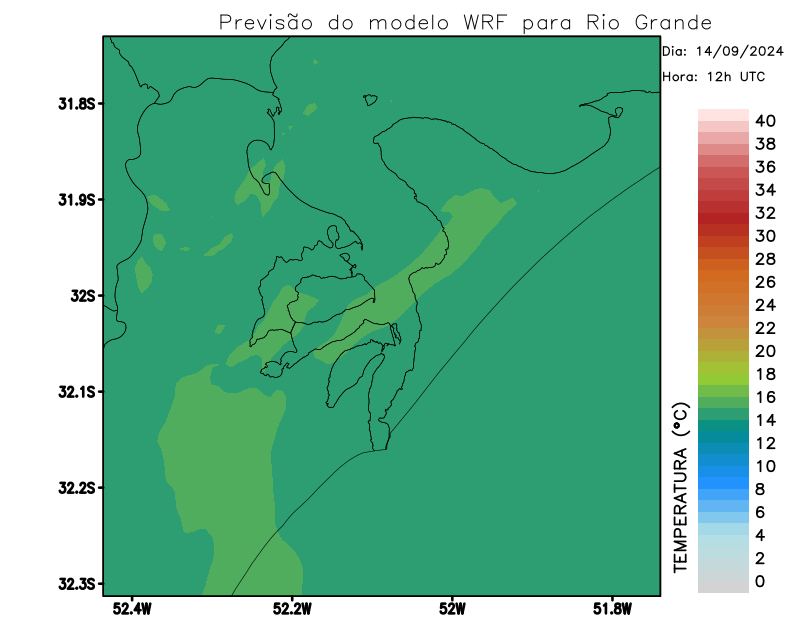 Previsão do modelo WRF para Rio Grande
Dia: 14/09/2024
Hora: 12h UTC
31.8S
31.9S
32S
32.1S
32.2S
32.3S
52.4W
52.2W
52W
51.8W
TEMPERATURA (°C)
40
38
36
34
32
30
28
26
24
22
20
18
16
14
12
10
8
6
4
2
0